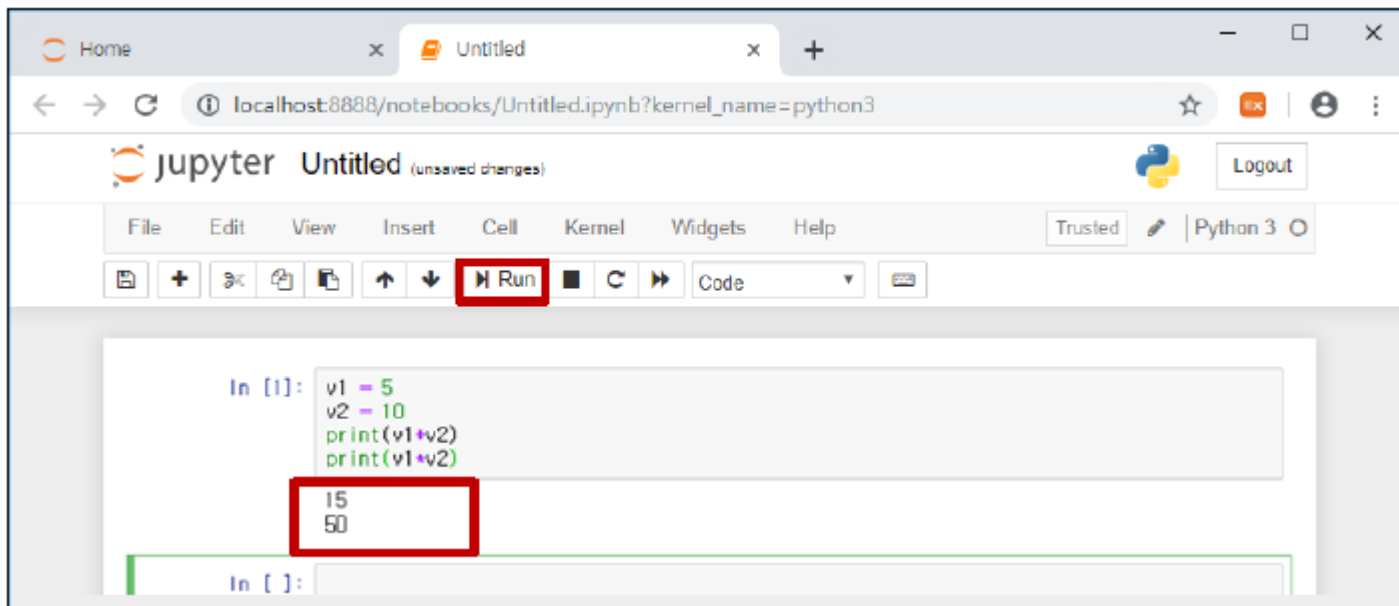 Home
Untitled
localhost:8888/notebooks/Untitled.ipynb?kernel_name=python3
jupyter Untitled (unsaved changes)
Logout
File Edit View Insert Cell Kernel Widgets Help
Trusted
Python 3
Run
Code
In [1]: v1 = 5
v2 = 10
print(v1+v2)
print(v1*v2)
15
50
In [ ]: